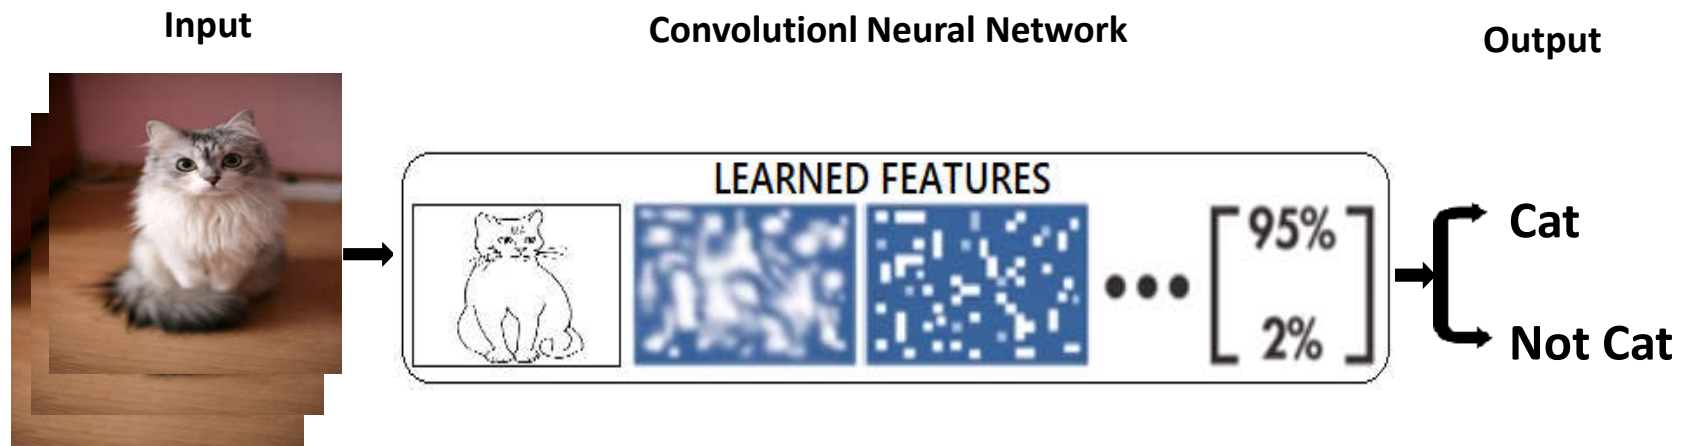 Input
Convolutionl Neural Network
Output
LEARNED FEATURES
95%
2%
Cat
Not Cat